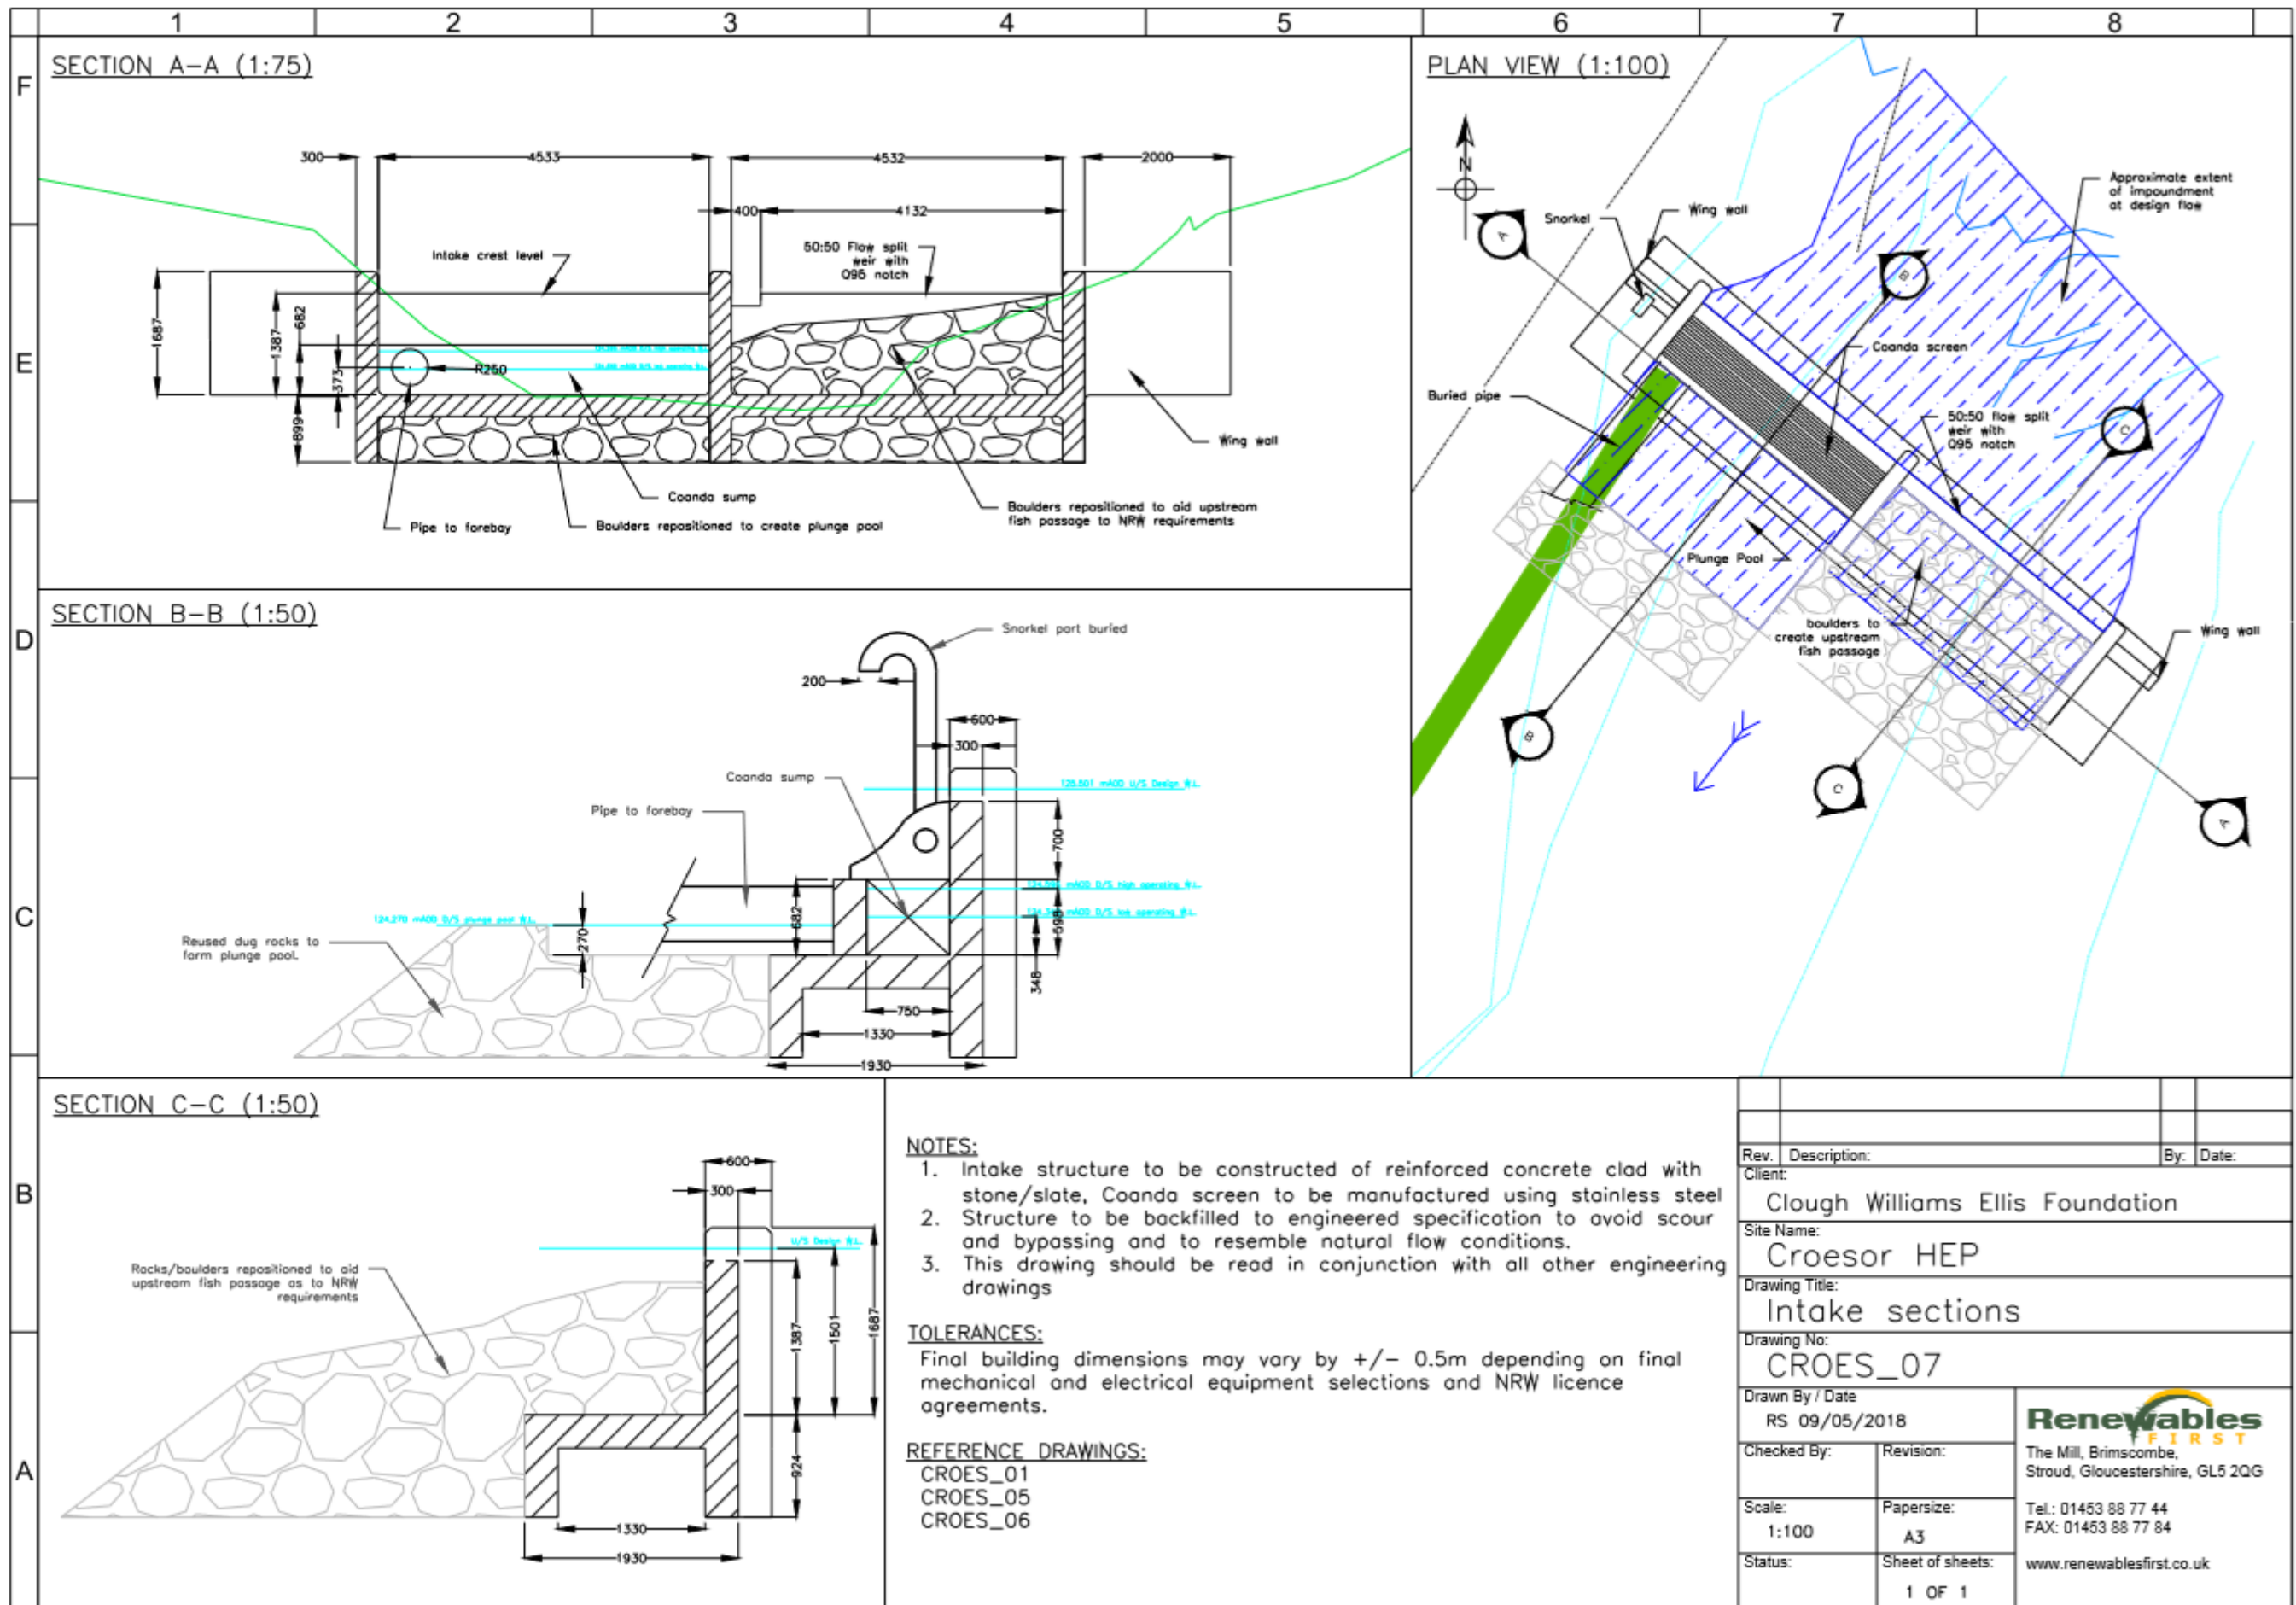 1 2 3 4 5 6 7 8
F
E
D
C
B
A
SECTION A-A (1:75)
300
4533
4532
2000
400
4132
Intake crest level
50:50 Flow split
weir with
Q95 notch
1687
1387
682
373
R250
899
Pipe to forebay
Coanda sump
Boulders repositioned to create plunge pool
Boulders repositioned to aid upstream
fish passage to NRW requirements
Wing wall
SECTION B-B (1:50)
Snorkel part buried
200
600
300
Coanda sump
Pipe to forebay
U/S Design W.L.
700
mAOD D/S high operating W.L.
mAOD D/S low operating W.L.
124.270 mAOD D/S plunge pool W.L.
682
598
270
348
Reused dug rocks to
form plunge pool.
750
1330
1930
SECTION C-C (1:50)
600
300
U/S Design W.L.
Rocks/boulders repositioned to aid
upstream fish passage as to NRW
requirements
1387
1501
1687
924
1330
1930
PLAN VIEW (1:100)
N
Snorkel
Wing wall
Approximate extent
of impoundment
at design flow
A
B
Coanda screen
Buried pipe
50:50 flow split
weir with
Q95 notch
C
Plunge Pool
boulders to
create upstream
fish passage
Wing wall
B
C
A
NOTES:
1. Intake structure to be constructed of reinforced concrete clad with
stone/slate, Coanda screen to be manufactured using stainless steel
2. Structure to be backfilled to engineered specification to avoid scour
and bypassing and to resemble natural flow conditions.
3. This drawing should be read in conjunction with all other engineering
drawings
TOLERANCES:
Final building dimensions may vary by +/- 0.5m depending on final
mechanical and electrical equipment selections and NRW licence
agreements.
REFERENCE DRAWINGS:
CROES_01
CROES_05
CROES_06
Rev. Description: By: Date:
Client:
Clough Williams Ellis Foundation
Site Name:
Croesor HEP
Drawing Title:
Intake sections
Drawing No:
CROES_07
Drawn By / Date
RS 09/05/2018
Checked By: Revision:
Scale: Papersize:
1:100 A3
Status: Sheet of sheets:
1 OF 1
Renewables
FIRST
The Mill, Brimscombe,
Stroud, Gloucestershire, GL5 2QG
Tel.: 01453 88 77 44
FAX: 01453 88 77 84
www.renewablesfirst.co.uk